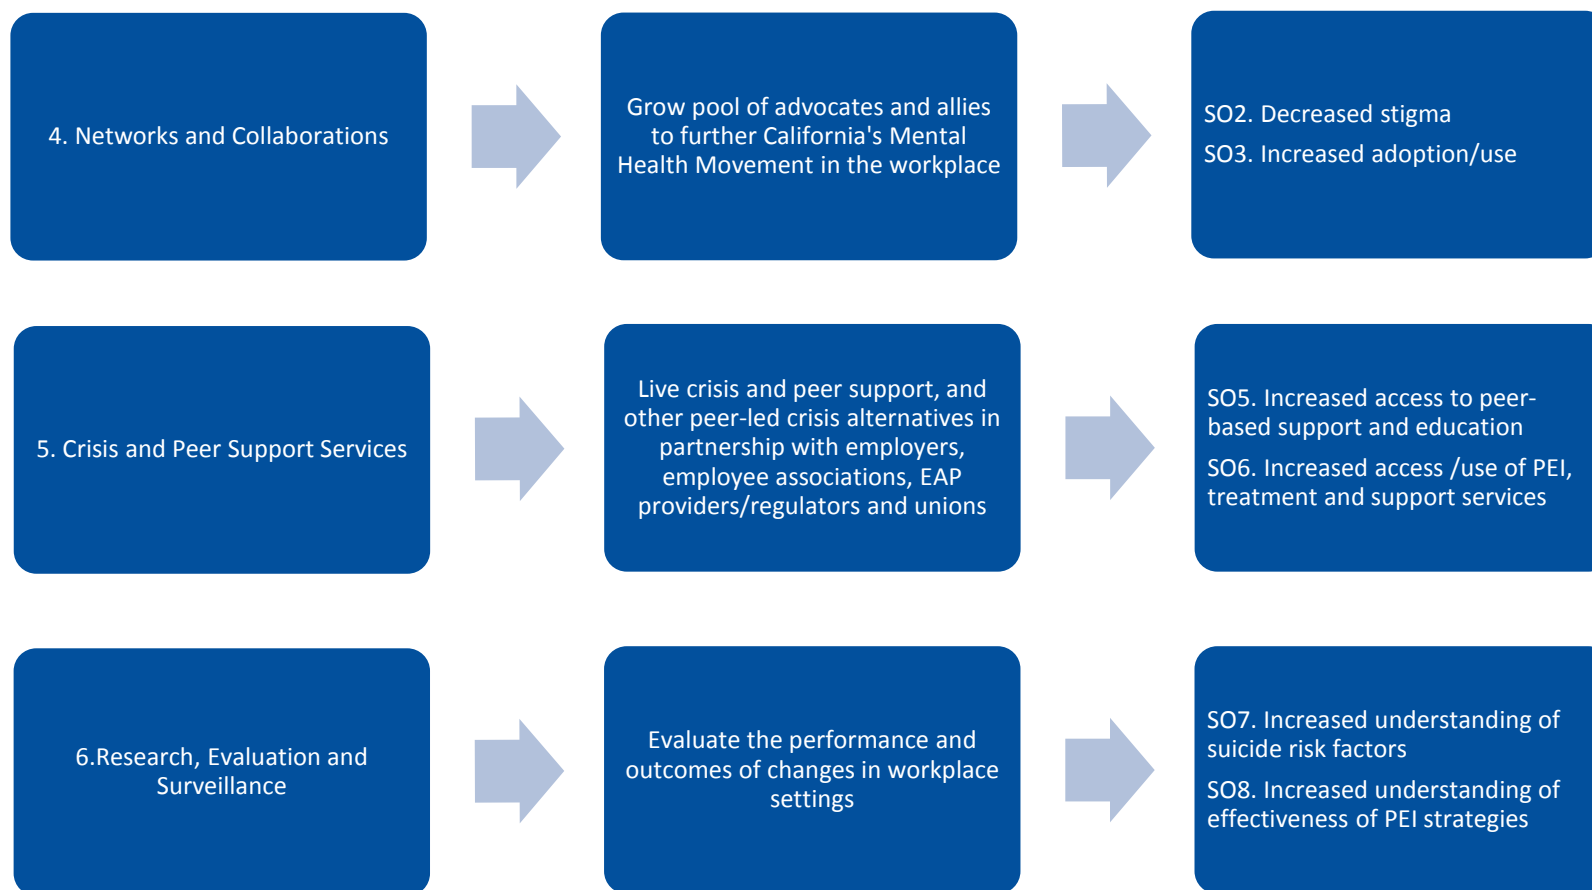 4. Networks and Collaborations
Grow pool of advocates and allies
to further California's Mental
Health Movement in the workplace
SO2. Decreased stigma
SO3. Increased adoption/use
5. Crisis and Peer Support Services
Live crisis and peer support, and
other peer-led crisis alternatives in
partnership with employers,
employee associations, EAP
providers/regulators and unions
SO5. Increased access to peer-
based support and education
SO6. Increased access /use of PEI,
treatment and support services
6.Research, Evaluation and
Surveillance
Evaluate the performance and
outcomes of changes in workplace
settings
SO7. Increased understanding of
suicide risk factors
SO8. Increased understanding of
effectiveness of PEI strategies